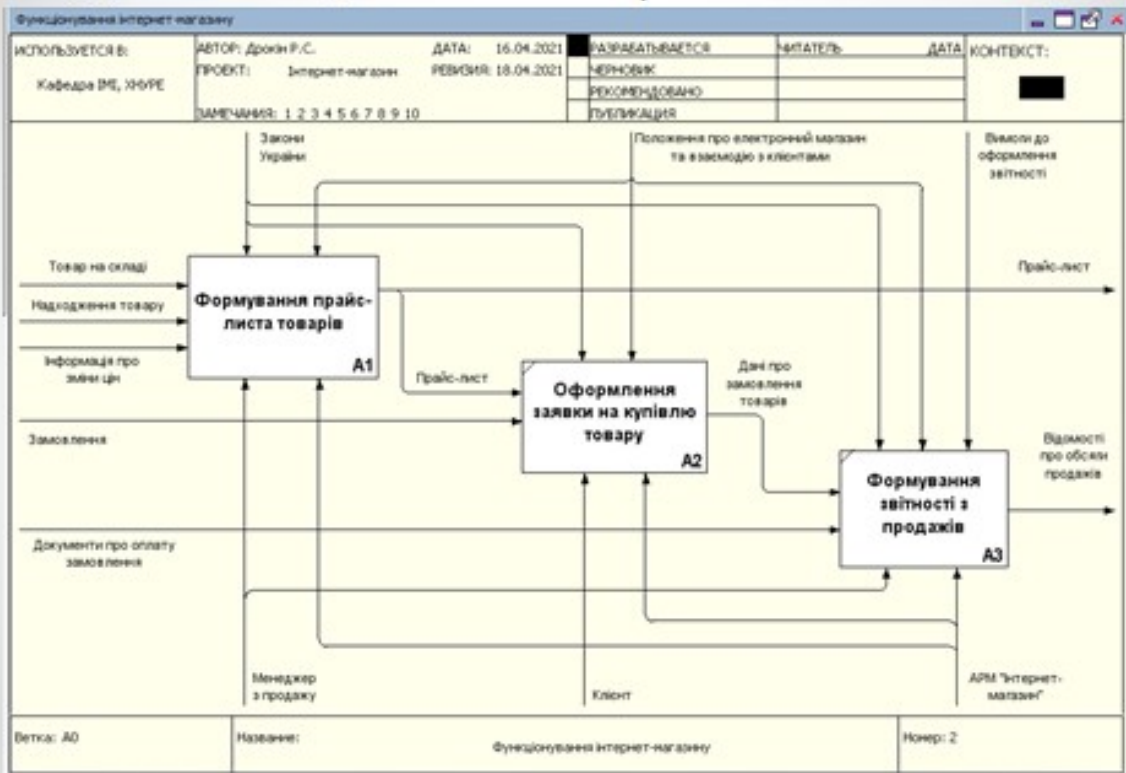 Функціонування інтернет-магазину
ИСПОЛЬЗУЕТСЯ В:
Кафедра ІМІ, ХНУРЕ
АВТОР: Дрокін Р.С.
ДАТА: 16.04.2021
ПРОЕКТ: Інтернет-магазин
РЕВИЗИЯ: 18.04.2021
ЗАМЕЧАНИЯ: 1 2 3 4 5 6 7 8 9 10
РАЗРАБАТЫВАЕТСЯ
ЧЕРНОВИК
РЕКОМЕНДОВАНО
ПУБЛИКАЦИЯ
ЧИТАТЕЛЬ
ДАТА
КОНТЕКСТ:
Закони
України
Положення про електронний магазин
та взаємодію з клієнтами
Вимоги до
оформлення
звітності
Товар на складі
Надходження товару
Інформація про
зміни цін
Формування прайс-
листа товарів
A1
Прайс-лист
Прайс-лист
Оформлення
заявки на купівлю
товару
A2
Дані про
замовлення
товарів
Замовлення
Формування
звітності з
продажів
A3
Відомості
про обсяги
продажів
Документи про оплату
замовлення
Менеджер
з продажу
Клієнт
АРМ "Інтернет-
магазин"
Ветка: A0
Название:
Функціонування інтернет-магазину
Номер: 2